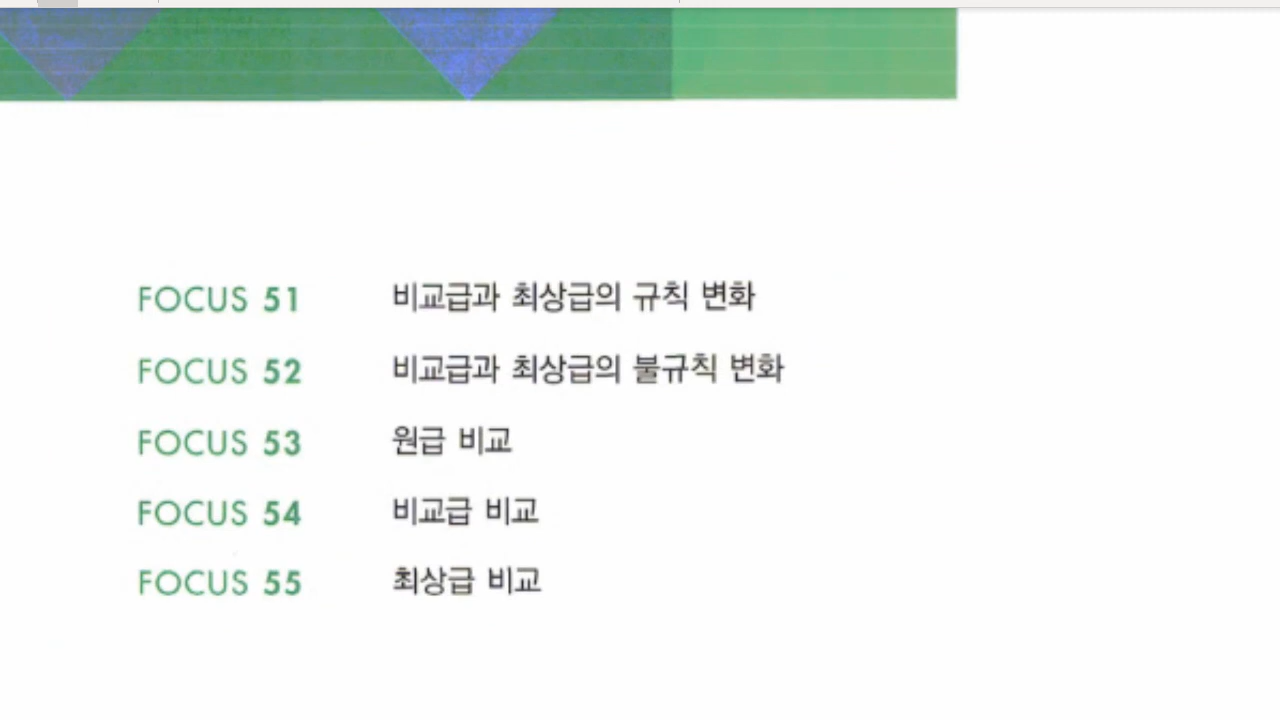 FOCUS 51 비교급과 최상급의 규칙 변화
FOCUS 52 비교급과 최상급의 불규칙 변화
FOCUS 53 원급 비교
FOCUS 54 비교급 비교
FOCUS 55 최상급 비교